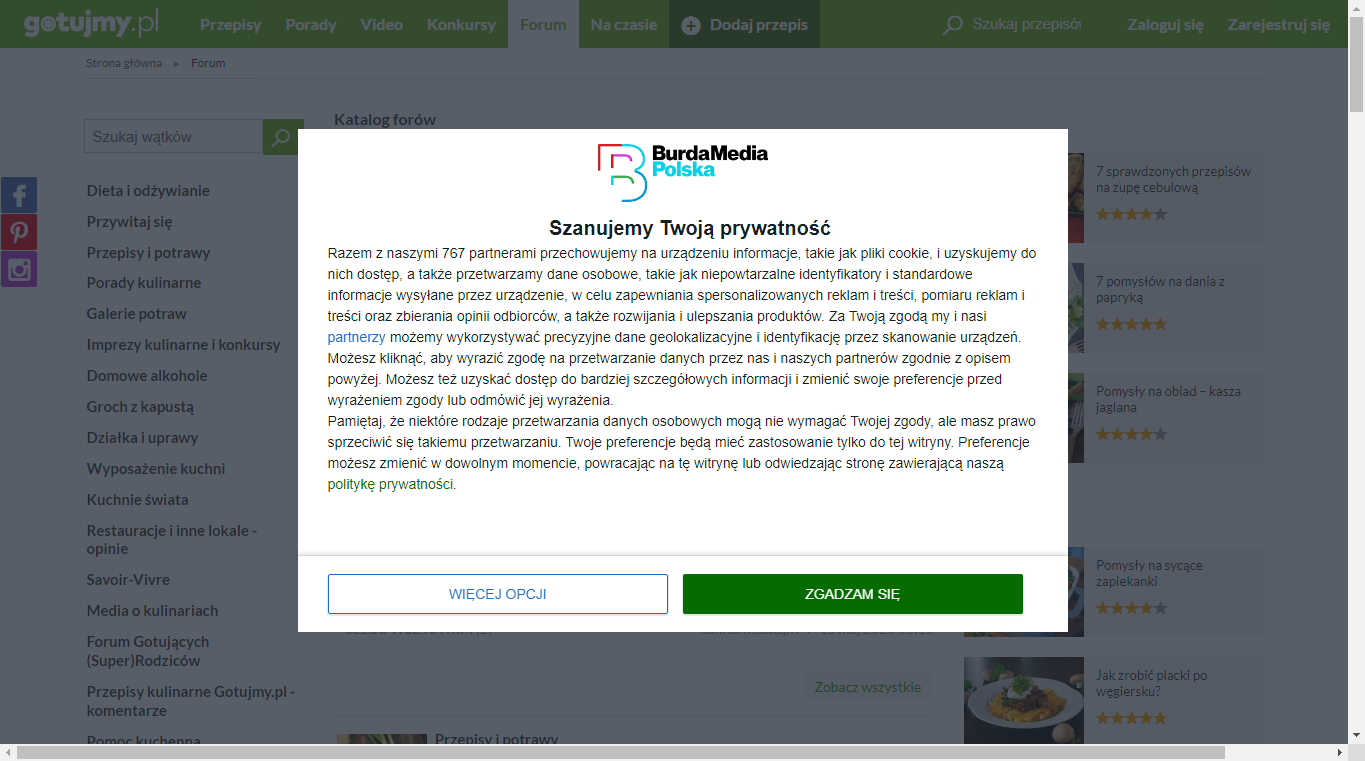 gotujmy.pl
Przepisy
Porady
Video
Konkursy
Forum
Na czasie
Dodaj przepis
Szukaj przepisów
Zaloguj się
Zarejestruj się
Strona główna
Forum
Szukaj wątków
Katalog forów
Dieta i odżywianie
Przywitaj się
Przepisy i potrawy
Porady kulinarne
Galerie potraw
Imprezy kulinarne i konkursy
Domowe alkohole
Groch z kapustą
Działka i uprawy
Wyposażenie kuchni
Kuchnie świata
Restauracje i inne lokale -
opinie
Savoir-Vivre
Media o kulinariach
Forum Gotujących
(Super)Rodziców
Przepisy kulinarne Gotujmy.pl -
komentarze
Pomoc kuchenna
BurdaMedia
Polska
Szanujemy Twoją prywatność
Razem z naszymi 767 partnerami przechowujemy na urządzeniu informacje, takie jak pliki cookie, i uzyskujemy do
nich dostęp, a także przetwarzamy dane osobowe, takie jak niepowtarzalne identyfikatory i standardowe
informacje wysyłane przez urządzenie, w celu zapewniania spersonalizowanych reklam i treści, pomiaru reklam i
treści oraz zbierania opinii odbiorców, a także rozwijania i ulepszania produktów. Za Twoją zgodą my i nasi
partnerzy możemy wykorzystywać precyzyjne dane geolokalizacyjne i identyfikację przez skanowanie urządzeń.
Możesz kliknąć, aby wyrazić zgodę na przetwarzanie danych przez nas i naszych partnerów zgodnie z opisem
powyżej. Możesz też uzyskać dostęp do bardziej szczegółowych informacji i zmienić swoje preferencje przed
wyrażeniem zgody lub odmówić jej wyrażenia.
Pamiętaj, że niektóre rodzaje przetwarzania danych osobowych mogą nie wymagać Twojej zgody, ale masz prawo
sprzeciwić się takiemu przetwarzaniu. Twoje preferencje będą mieć zastosowanie tylko do tej witryny. Preferencje
możesz zmienić w dowolnym momencie, powracając na tę witrynę lub odwiedzając stronę zawierającą naszą
politykę prywatności.
WIĘCEJ OPCJI
ZGADZAM SIĘ
Zobacz wszystkie
Przepisy i potrawy
7 sprawdzonych przepisów
na zupę cebulową
7 pomysłów na dania z
papryką
Pomysły na obiad – kasza
jaglana
Pomysły na sycące
zapiekanki
Jak zrobić placki po
węgiersku?